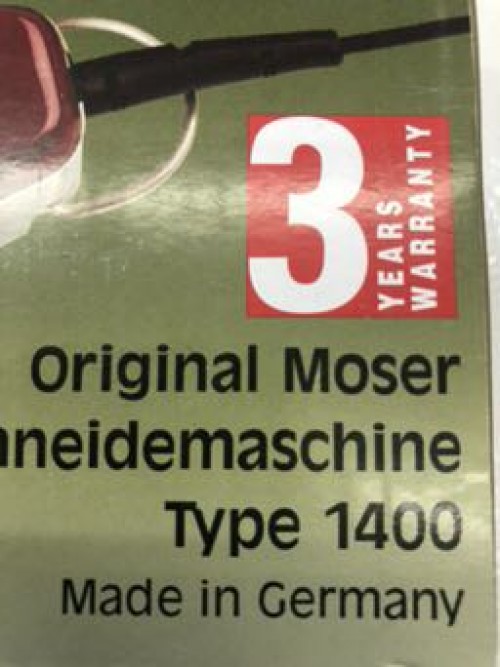 3
YEARS
WARRANTY
Original Moser
neidemaschine
Type 1400
Made in Germany